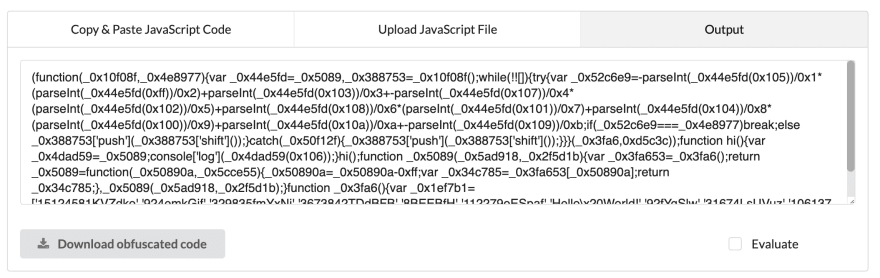 Copy & Paste JavaScript Code
Upload JavaScript File
Output
(function(_0x10f08f,_0x4e8977){var _0x44e5fd=_0x5089,_0x388753=_0x10f08f();while(!![]){try{var _0x52c6e9=-parseInt(_0x44e5fd(0x105))/0x1*
(parseInt(_0x44e5fd(0xff))/0x2)+parseInt(_0x44e5fd(0x103))/0x3+-parseInt(_0x44e5fd(0x107))/0x4*
(parseInt(_0x44e5fd(0x102))/0x5)+parseInt(_0x44e5fd(0x108))/0x6*(parseInt(_0x44e5fd(0x101))/0x7)+parseInt(_0x44e5fd(0x104))/0x8*
(parseInt(_0x44e5fd(0x100))/0x9)+parseInt(_0x44e5fd(0x10a))/0xa+-parseInt(_0x44e5fd(0x109))/0xb;if(_0x52c6e9===_0x4e8977)break;else
_0x388753['push'](_0x388753['shift']());}catch(_0x50f12f){_0x388753['push'](_0x388753['shift']());}}}(_0x3fa6,0xd5c3c));function hi(){var
_0x4dad59=_0x5089;console['log'](_0x4dad59(0x106));}hi();function _0x5089(_0x5ad918,_0x2f5d1b){var _0x3fa653=_0x3fa6();return
_0x5089=function(_0x50890a,_0x5cce55){_0x50890a=_0x50890a-0xff;var _0x34c785=_0x3fa653[_0x50890a];return
_0x34c785;},_0x5089(_0x5ad918,_0x2f5d1b);}function _0x3fa6(){var _0x1ef7b1=
Download obfuscated code
Evaluate